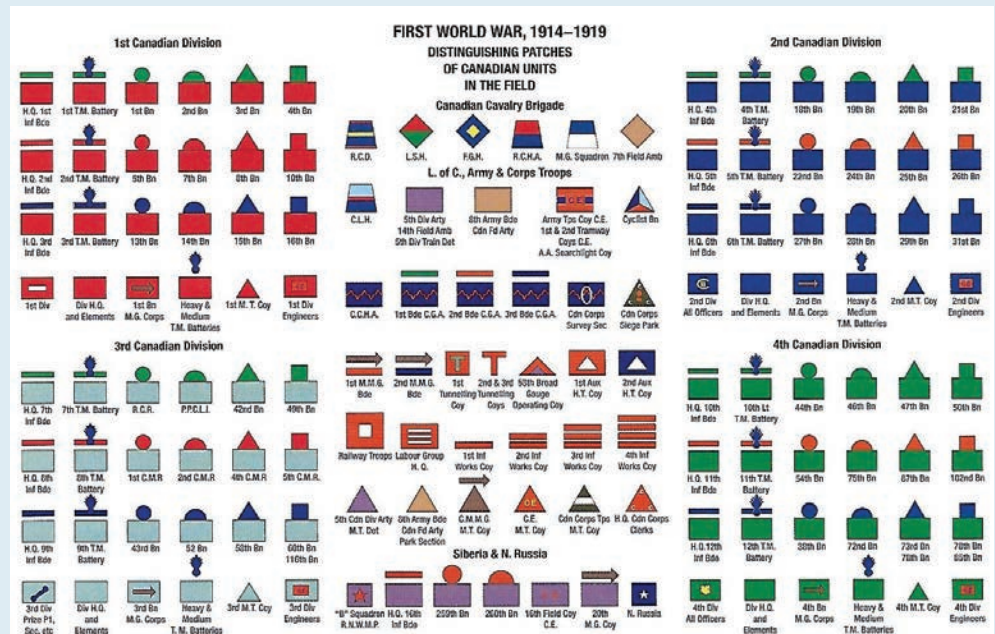 FIRST WORLD WAR, 1914–1919
DISTINGUISHING PATCHES
OF CANADIAN UNITS
IN THE FIELD
1st Canadian Division
H.Q. 1st Inf Bde
1st T.M. Battery
1st Bn
2nd Bn
3rd Bn
4th Bn
H.Q. 2nd Inf Bde
2nd T.M. Battery
5th Bn
7th Bn
8th Bn
10th Bn
H.Q. 3rd Inf Bde
3rd T.M. Battery
13th Bn
14th Bn
15th Bn
16th Bn
1st Div
Div H.Q.
and Elements
1st Bn
M.G. Corps
Heavy &
Medium
T.M. Batteries
1st M.T. Coy
1st Div
Engineers
Canadian Cavalry Brigade
R.C.D.
L.S.H.
F.G.H.
R.C.H.A.
M.G. Squadron
7th Field Amb
L. of C., Army & Corps Troops
C.L.H.
5th Div Arty
14th Field Amb
5th Div Train Det
8th Army Bde
Cdn Fd Arty
Army Tps Coy C.E.
1st & 2nd Tramway
Coys C.E.
A.A. Searchlight Coy
Cyclist Bn
C.C.H.A.
1st Bde C.G.A.
2nd Bde C.G.A.
3rd Bde C.G.A.
Cdn Corps
Survey Sec
Cdn Corps
Siege Park
1st M.M.G.
Bde
2nd M.M.G.
Bde
1st
Tunnelling
Coy
2nd & 3rd
Tunnelling
Coys
58th Broad
Gauge
Operating Coy
1st Aux
H.T. Coy
2nd Aux
H.T. Coy
Railway Troops
Labour Group
H.Q.
1st Inf
Works Coy
2nd Inf
Works Coy
3rd Inf
Works Coy
4th Inf
Works Coy
5th Cdn Div Arty
M.T. Det
8th Army Bde
Cdn Fd Arty
Park Section
C.M.M.G.
M.T. Coy
C.E.
M.T. Coy
Cdn Corps Tps
M.T. Coy
H.Q. Cdn Corps
Clerks
Siberia & N. Russia
"B" Squadron
R.N.W.M.P.
H.Q. 16th
Inf Bde
259th Bn
260th Bn
16th Field Coy
C.E.
20th
M.G. Coy
N. Russia
2nd Canadian Division
H.Q. 4th
Inf Bde
4th T.M.
Battery
18th Bn
19th Bn
20th Bn
21st Bn
H.Q. 5th
Inf Bde
5th T.M. Battery
22nd Bn
24th Bn
25th Bn
26th Bn
H.Q. 6th
Inf Bde
6th T.M. Battery
27th Bn
28th Bn
29th Bn
31st Bn
2nd Div
All Officers
Div H.Q.
and Elements
2nd Bn
M.G. Corps
Heavy &
Medium
T.M. Batteries
2nd M.T. Coy
2nd Div
Engineers
3rd Canadian Division
H.Q. 7th
Inf Bde
7th T.M. Battery
R.C.R.
P.P.C.L.I.
42nd Bn
49th Bn
H.Q. 8th
Inf Bde
8th T.M.
Battery
1st C.M.R
2nd C.M.R
4th C.M.R
5th C.M.R.
H.Q. 9th
Inf Bde
9th T.M.
Battery
43rd Bn
52 Bn
58th Bn
60th Bn
116th Bn
3rd Div
Prize P1,
Sec, etc
Div H.Q.
and
Elements
3rd Bn
M.G. Corps
Heavy &
Medium
T.M. Batteries
3rd M.T. Coy
3rd Div
Engineers
4th Canadian Division
H.Q. 10th
Inf Bde
10th Lt
T.M. Battery
44th Bn
46th Bn
47th Bn
50th Bn
H.Q. 11th
Inf Bde
11th T.M.
Battery
54th Bn
75th Bn
87th Bn
102nd Bn
H.Q.12th
Inf Bde
12th T.M.
Battery
38th Bn
72nd Bn
73rd Bn
78th Bn
78th Bn
85th Bn
4th Div
All Officers
Div H.Q.
and
Elements
4th Bn
M.G. Corps
Heavy &
Medium
T.M. Batteries
4th M.T. Coy
4th Div
Engineers